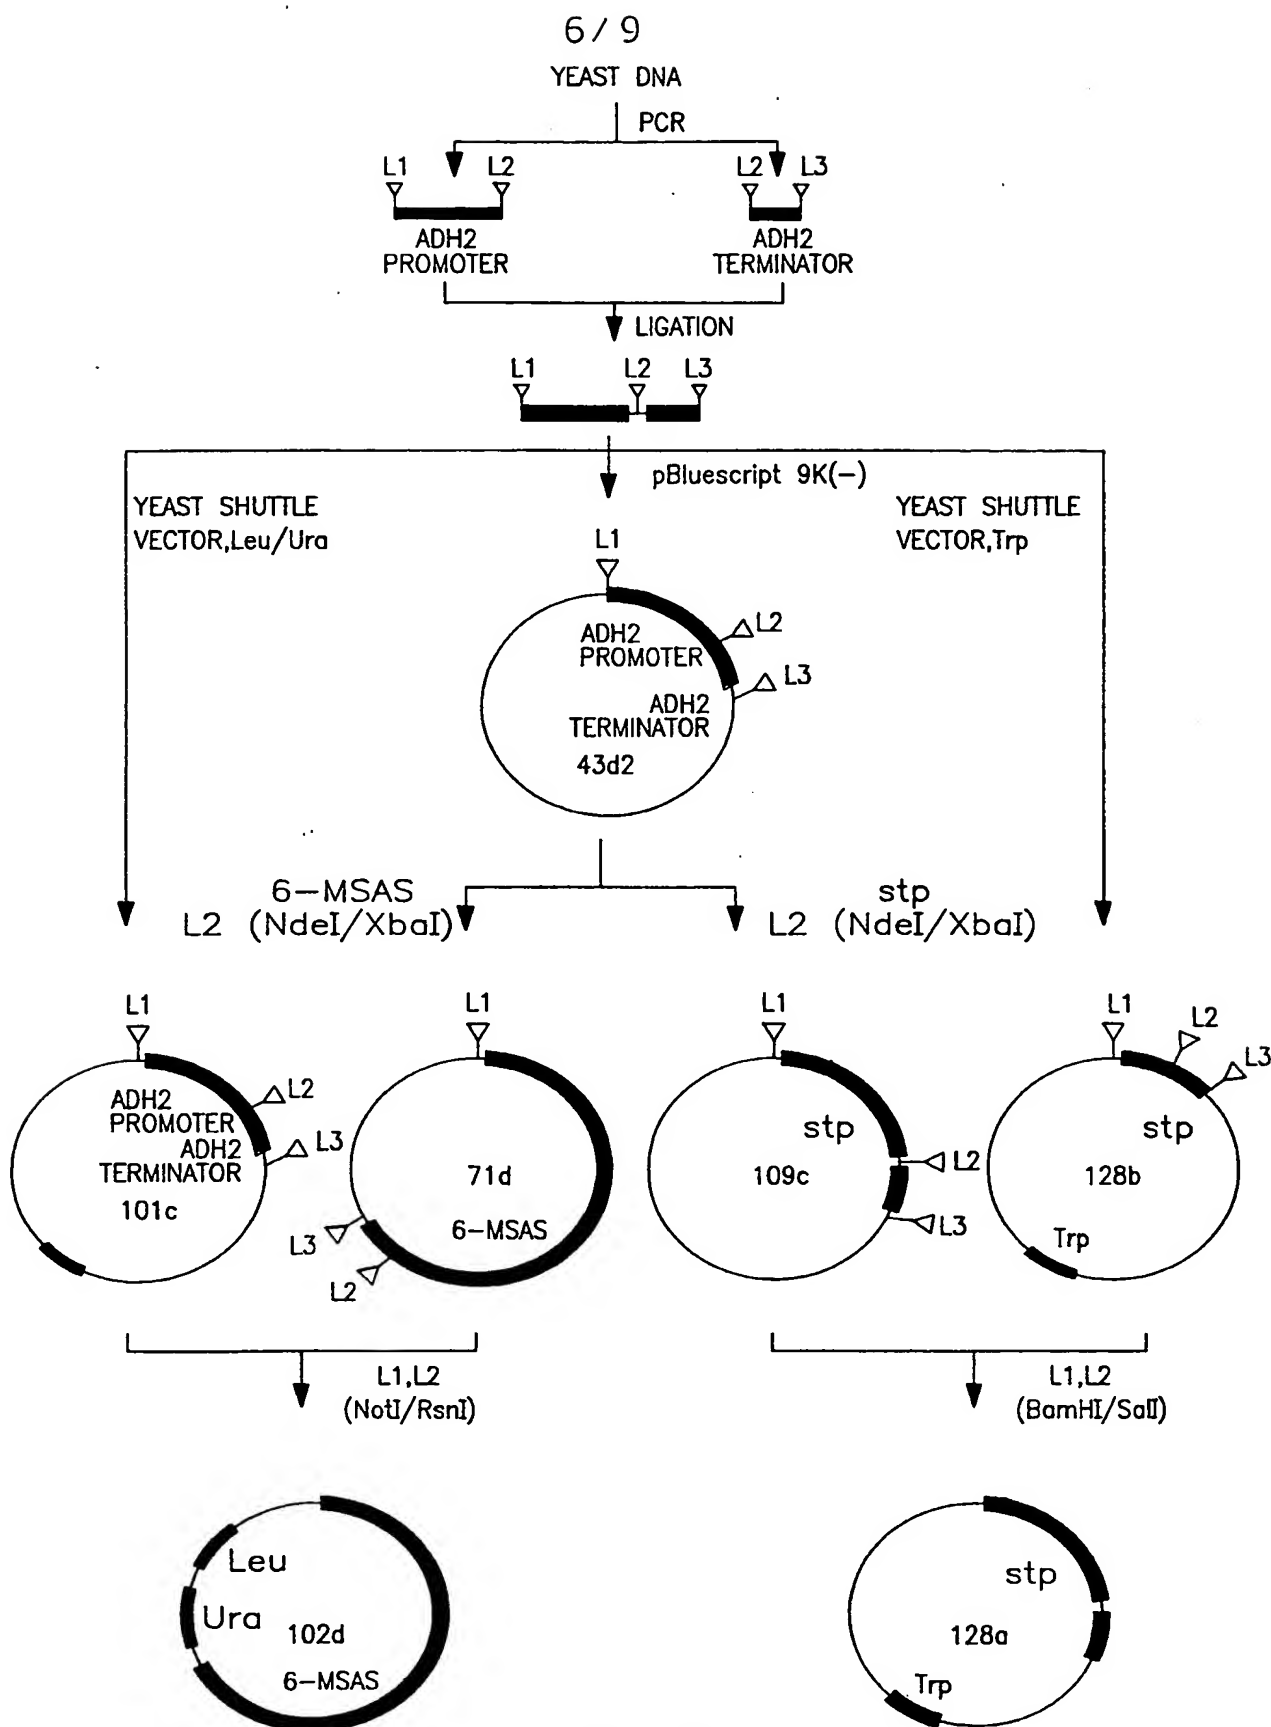 6/9
YEAST DNA
PCR
L1 L2 L2 L3
ADH2
PROMOTER
ADH2
TERMINATOR
LIGATION
L1 L2 L3
pBluescript 9K(-)
YEAST SHUTTLE
VECTOR,Leu/Ura
YEAST SHUTTLE
VECTOR,Trp
L1
L2
L3
ADH2
PROMOTER
ADH2
TERMINATOR
43d2
6-MSAS
L2 (NdeI/XbaI)
stp
L2 (NdeI/XbaI)
L1
L2
L3
ADH2
PROMOTER
ADH2
TERMINATOR
101c
L1
71d
6-MSAS
L3
L2
L1
stp
109c
L2
L3
L1
L2
L3
stp
128b
Trp
L1,L2
(NotI/RsnI)
L1,L2
(BamHI/SalI)
Leu
Ura
102d
6-MSAS
stp
128a
Trp